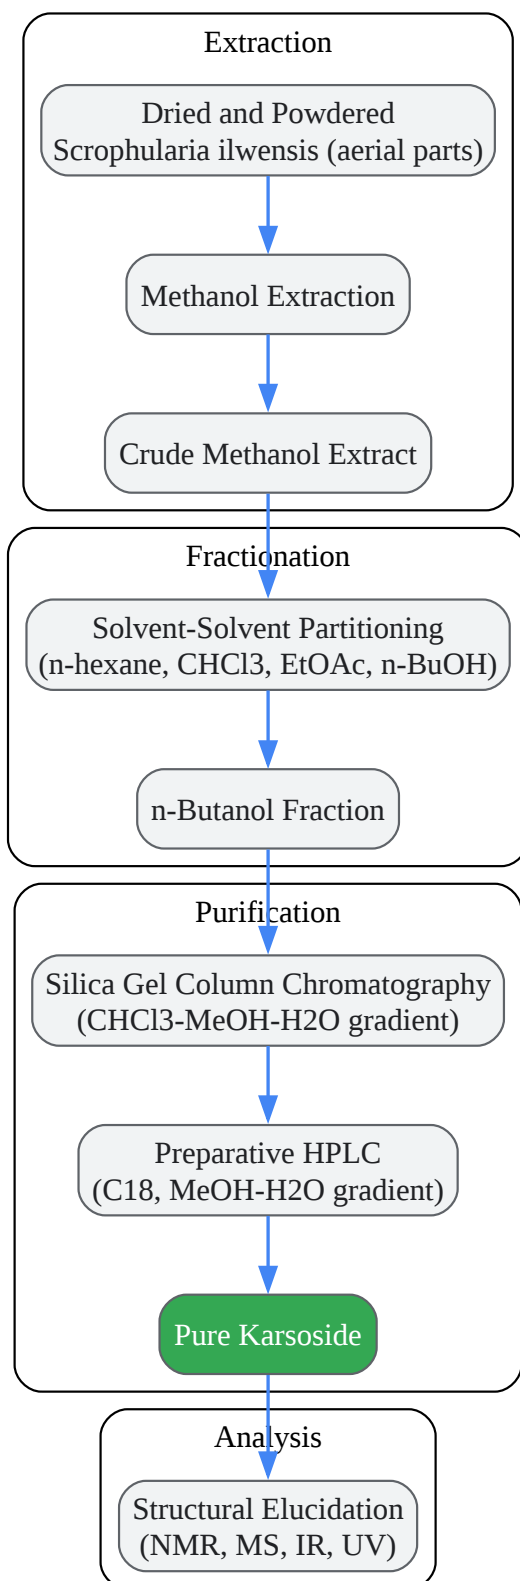 Extraction
Dried and Powdered
Scrophularia ilwensis (aerial parts)
Methanol Extraction
Crude Methanol Extract
Fractionation
Solvent-Solvent Partitioning
(n-hexane, CHCl3, EtOAc, n-BuOH)
n-Butanol Fraction
Purification
Silica Gel Column Chromatography
(CHCl3-MeOH-H2O gradient)
Preparative HPLC
(C18, MeOH-H2O gradient)
Pure Karsoside
Analysis
Structural Elucidation
(NMR, MS, IR, UV)